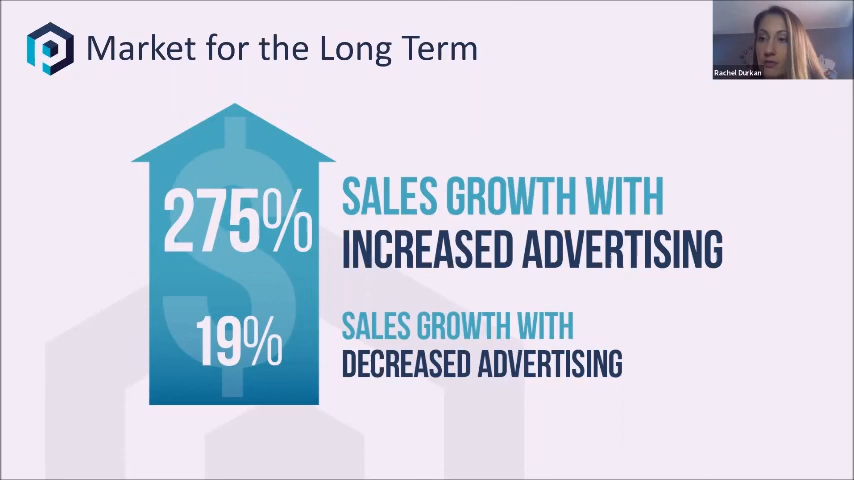 Market for the Long Term
Rachel Durkan
275%
SALES GROWTH WITH
INCREASED ADVERTISING
19%
SALES GROWTH WITH
DECREASED ADVERTISING